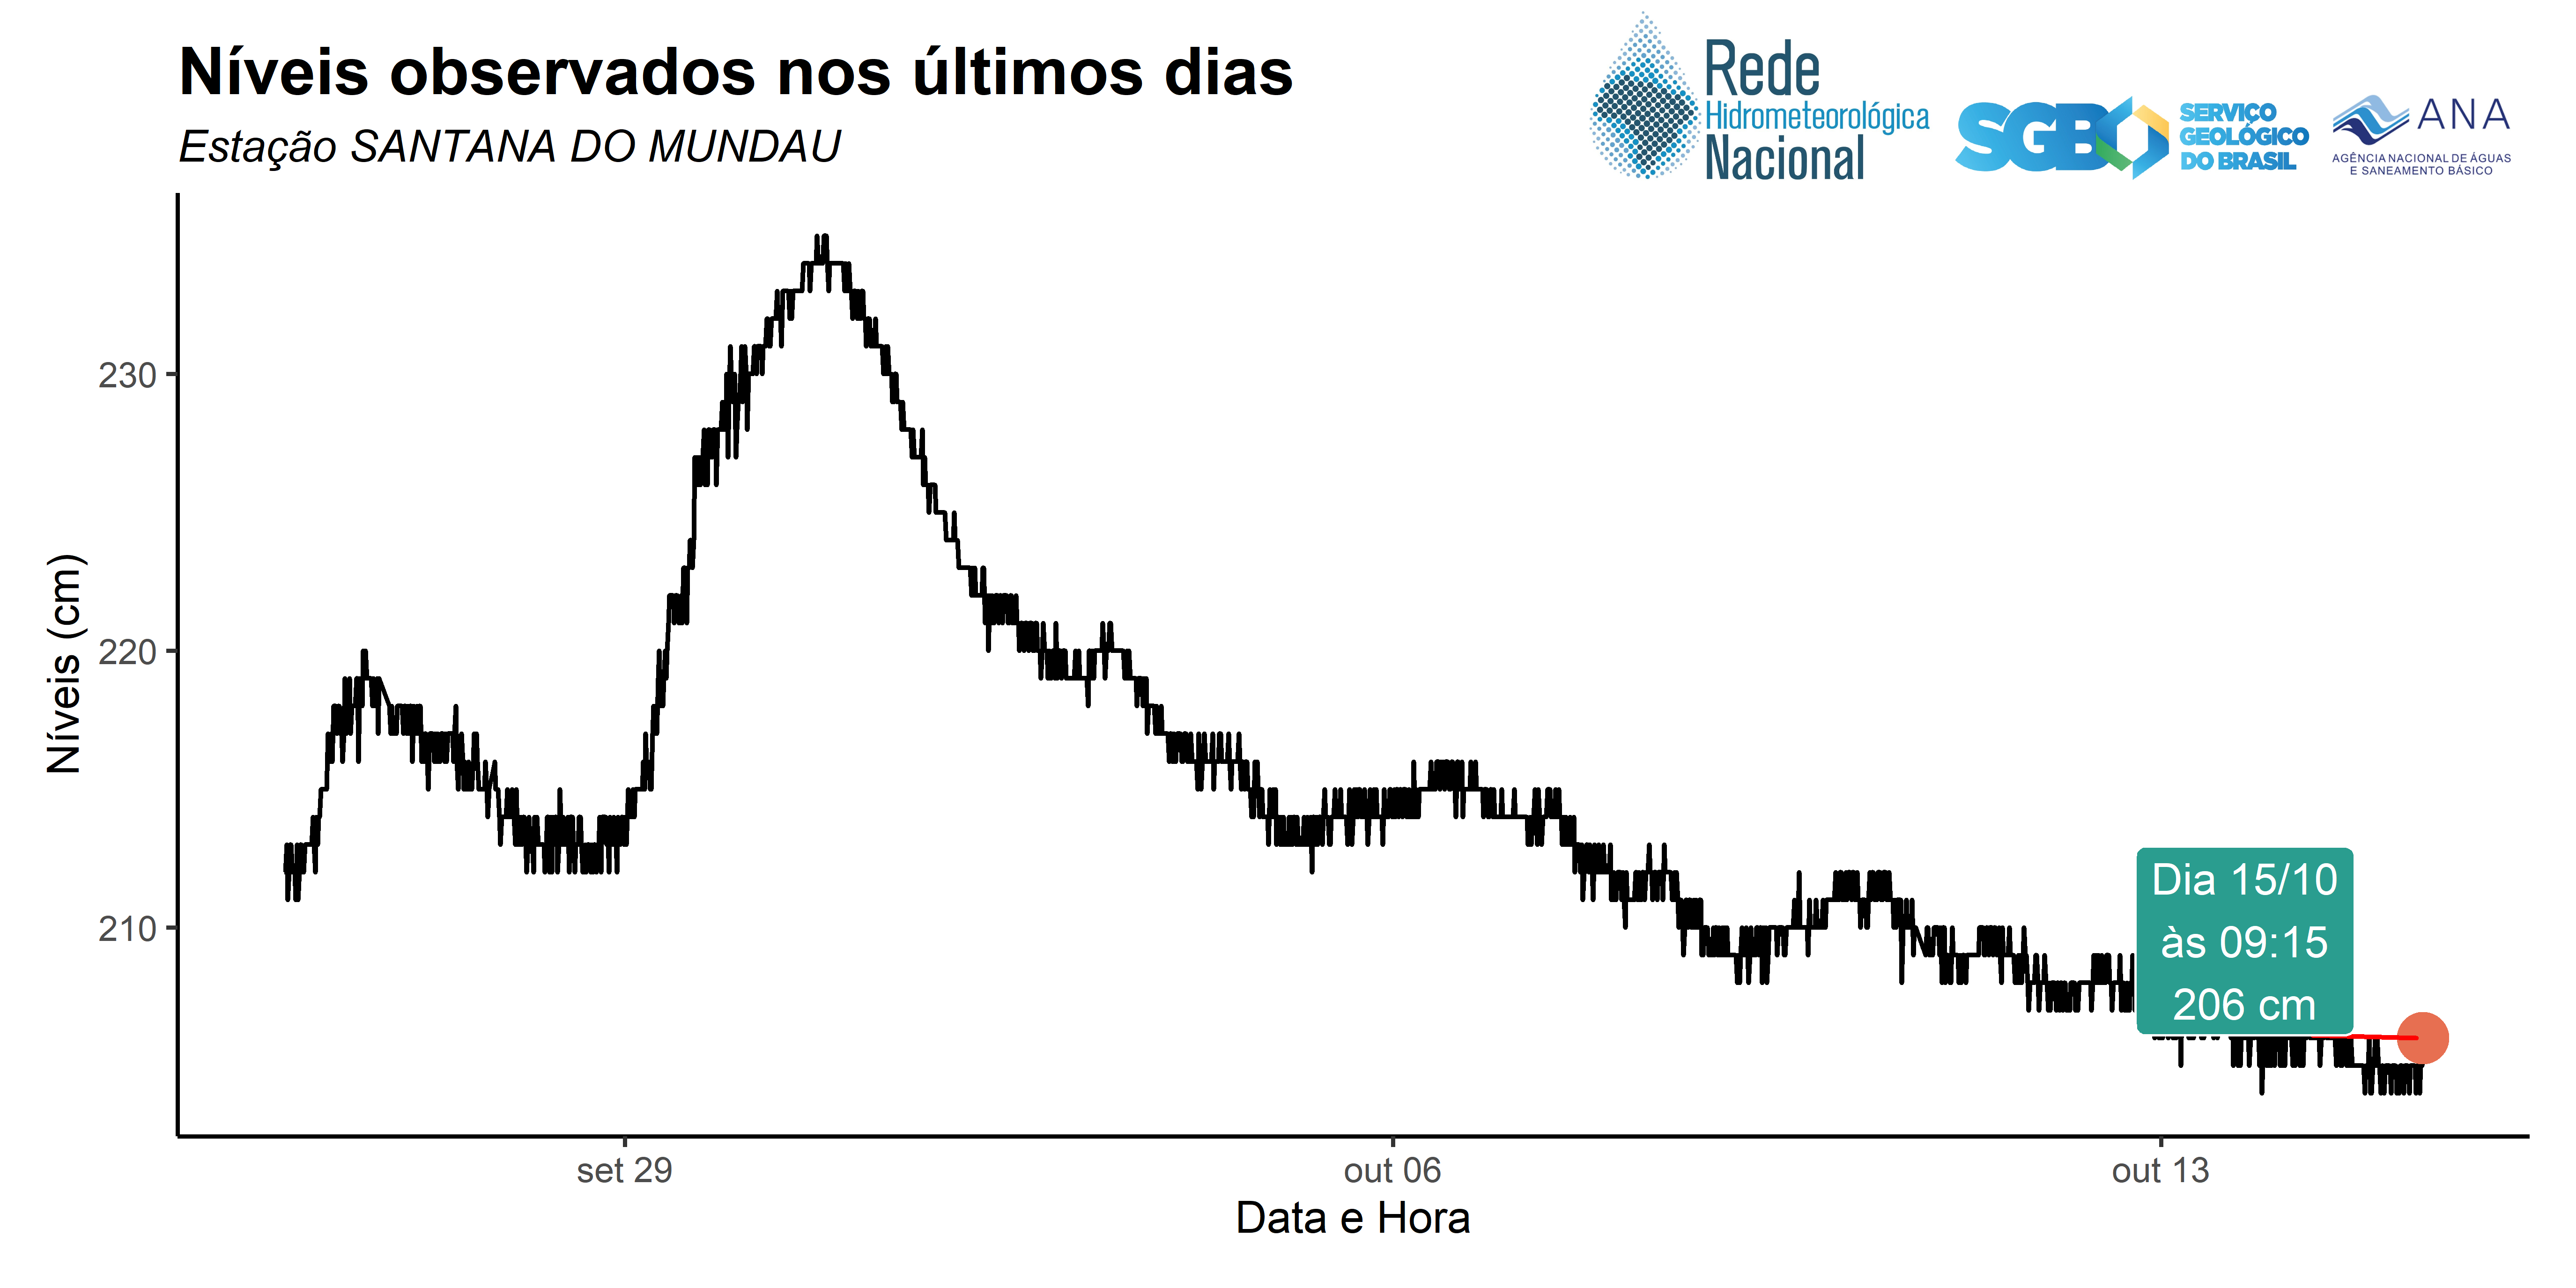 Níveis observados nos últimos dias
Estação SANTANA DO MUNDAU
Rede
Hidrometeorológica
Nacional
SGB
SERVIÇO
GEOLÓGICO
DO BRASIL
ANA
AGÊNCIA NACIONAL DE ÁGUAS
E SANEAMENTO BÁSICO
Níveis (cm)
230
220
210
Dia 15/10
às 09:15
206 cm
set 29
out 06
out 13
Data e Hora